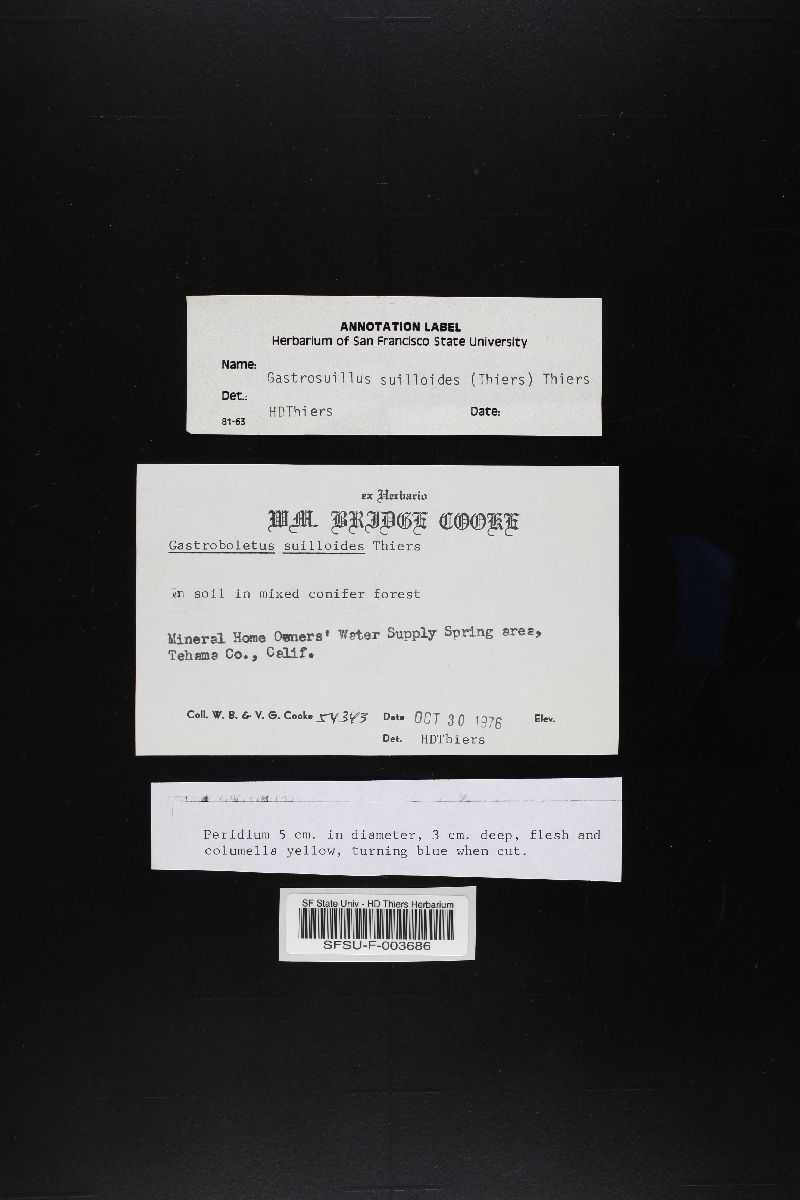 ANNOTATION LABEL
Herbarium of San Francisco State University
Name:
Gastrosuillus suilloides (Thiers) Thiers
Det.:
HDThiers Date:
81-63
ex Herbario
WM. BRIDGE COOKE
Gastroboletus suilloides Thiers
on soil in mixed conifer forest
Mineral Home Owners' Water Supply Spring area,
Tehama Co., Calif.
Coll. W. B. & V. G. Cooke 54343 Date OCT 30 1976 Elev.
Det. HDThiers
Peridium 5 cm. in diameter, 3 cm. deep, flesh and
columella yellow, turning blue when cut.
SF State Univ - HD Thiers Herbarium
SFSU-F-003686